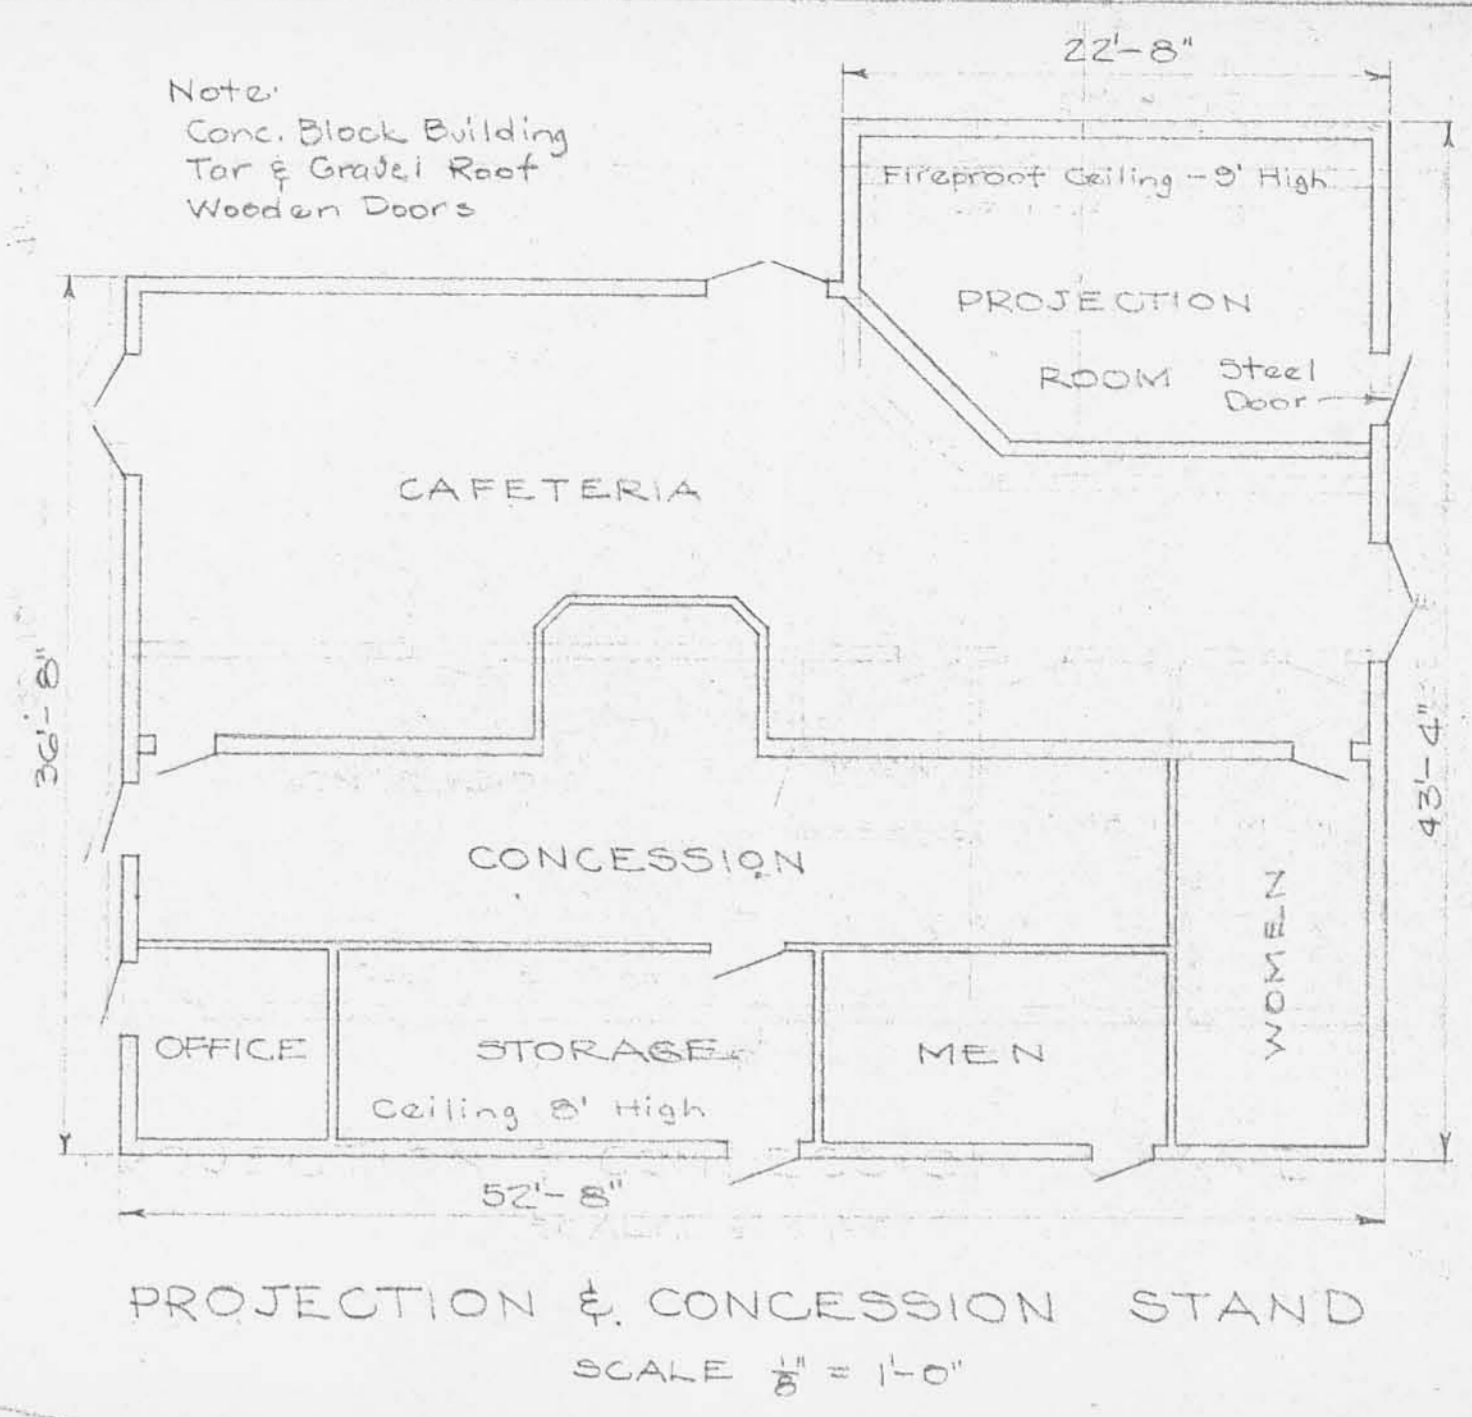 22'-8"
Note:
Conc. Block Building
Tar & Gravel Roof
Wooden Doors
Fireproof Ceiling - 9' High
PROJECTION
ROOM
Steel
Door
CAFETERIA
36'-8"
43'-4"
CONCESSION
WOMEN
OFFICE
STORAGE
MEN
Ceiling 8' High
52'-8"
PROJECTION & CONCESSION STAND
SCALE 1/8" = 1'-0"